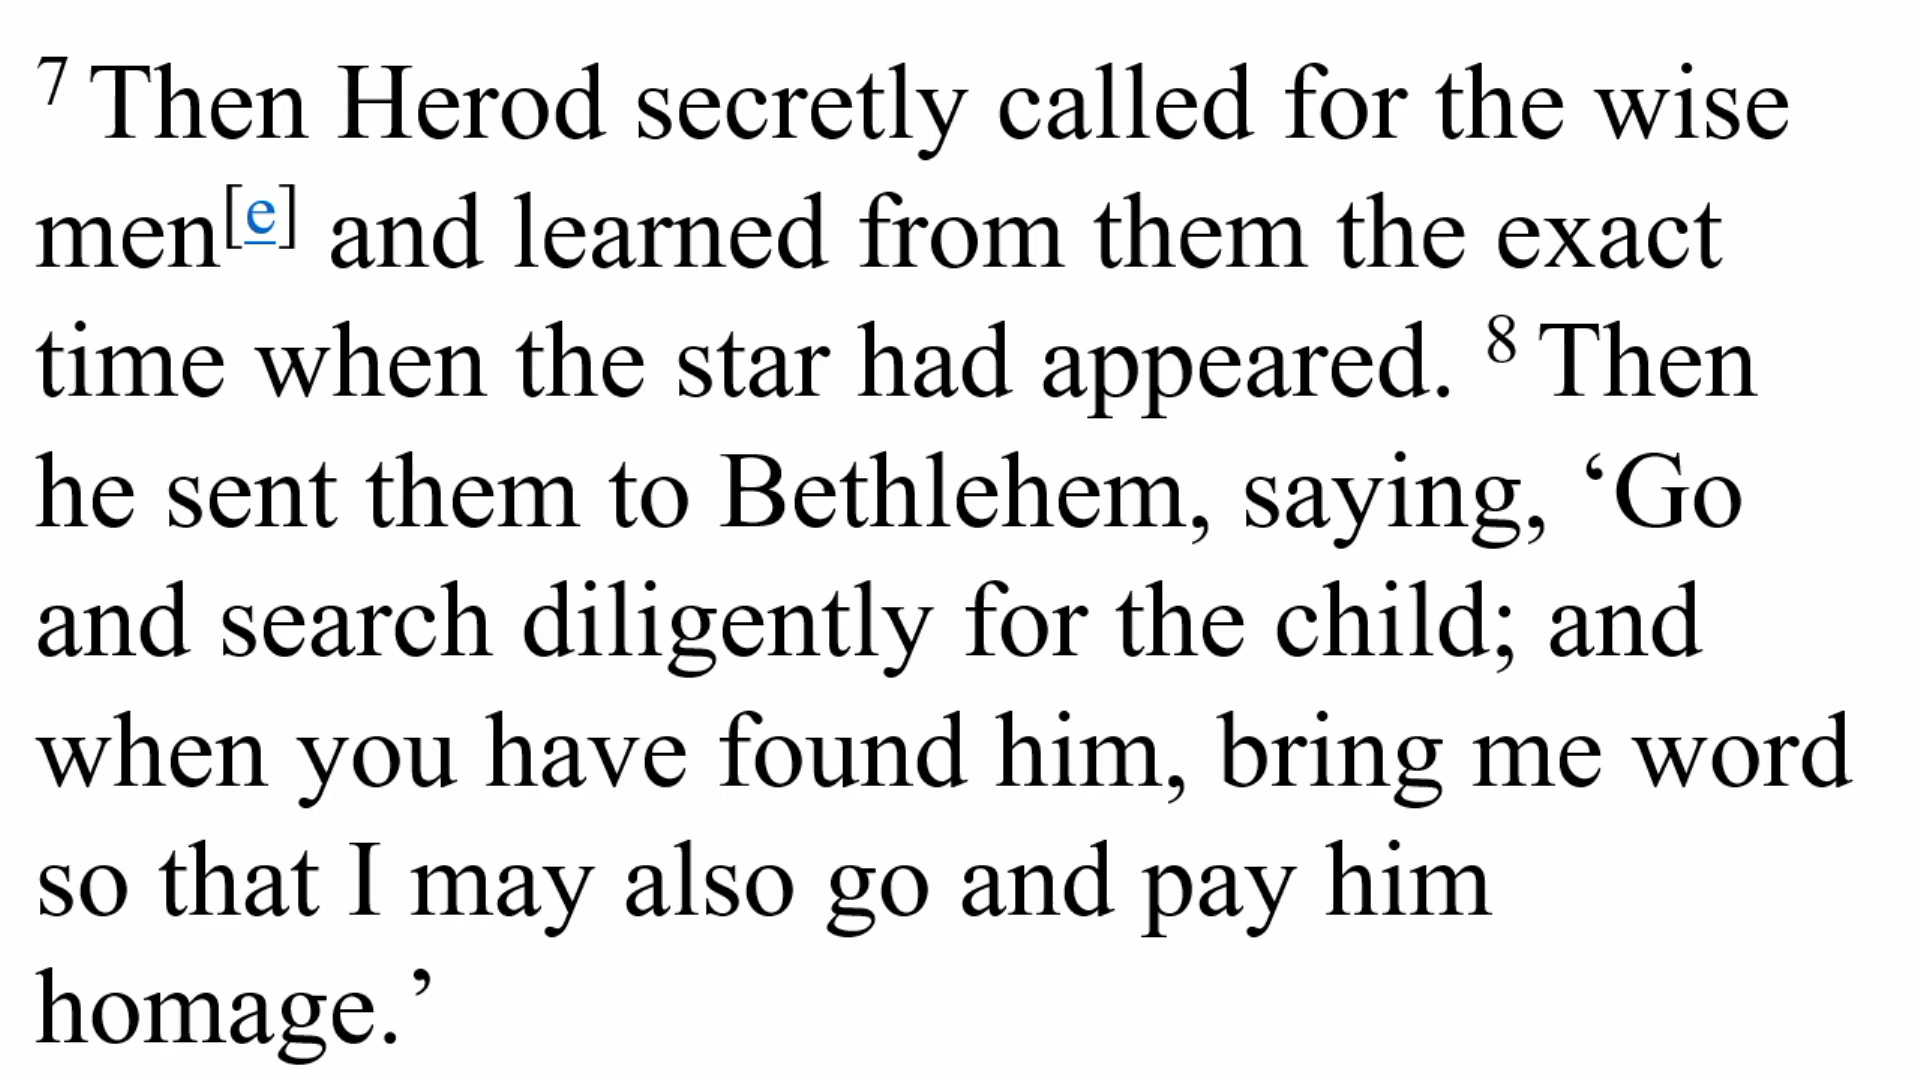 7 Then Herod secretly called for the wise
men[e] and learned from them the exact
time when the star had appeared. 8 Then
he sent them to Bethlehem, saying, ‘Go
and search diligently for the child; and
when you have found him, bring me word
so that I may also go and pay him
homage.’